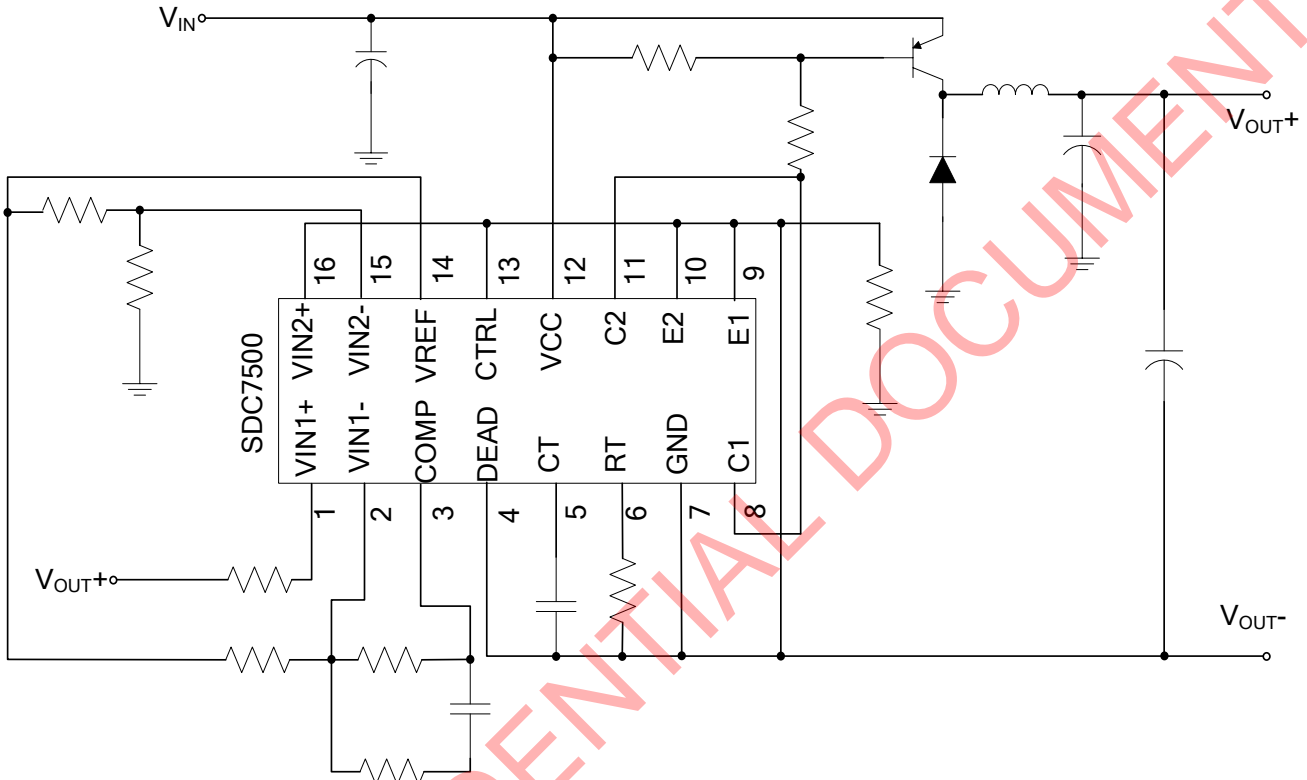 VIN
VOUT+
16 15 14 13 12 11 10 9
VIN2+ VIN2- VREF CTRL VCC C2 E2 E1
SDC7500
VIN1+ VIN1- COMP DEAD CT RT GND C1
1 2 3 4 5 6 7 8
VOUT+
VOUT-
DENTIAL DOCUMENT